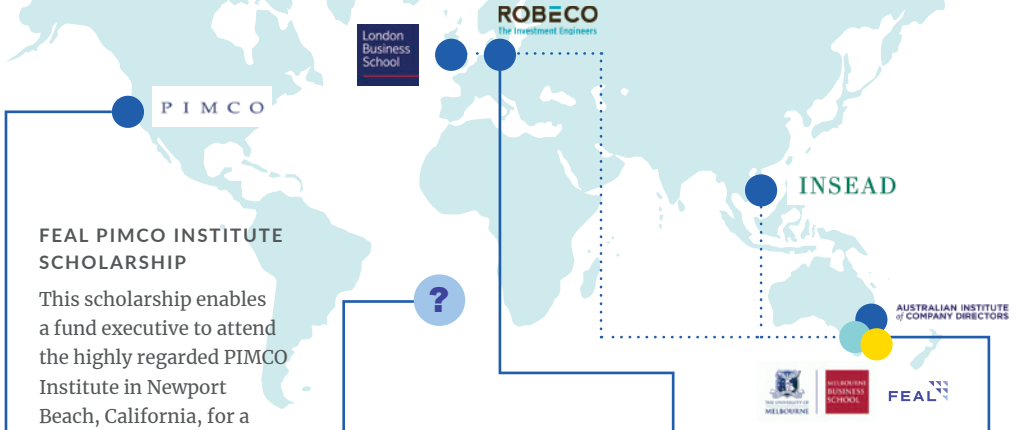 ROBECO
The Investment Engineers
London
Business
School
PIMCO
INSEAD
FEAL PIMCO INSTITUTE
SCHOLARSHIP
This scholarship enables
a fund executive to attend
the highly regarded PIMCO
Institute in Newport
Beach, California, for a
?
AUSTRALIAN INSTITUTE
of COMPANY DIRECTORS
THE UNIVERSITY OF
MELBOURNE
MELBOURNE
BUSINESS
SCHOOL
FEAL